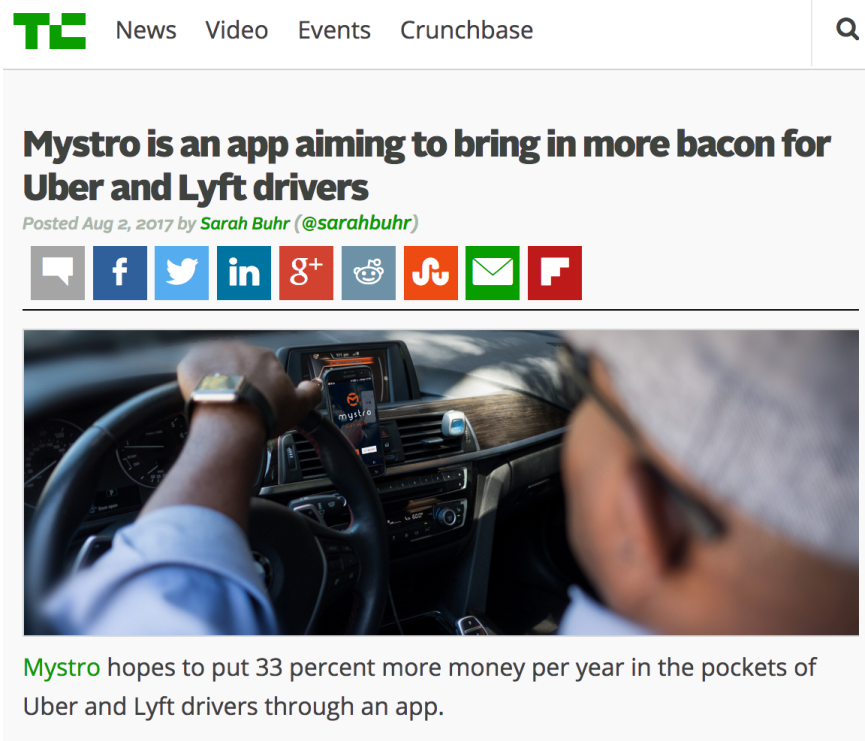 TC News Video Events Crunchbase
Mystro is an app aiming to bring in more bacon for
Uber and Lyft drivers
Posted Aug 2, 2017 by Sarah Buhr (@sarahbuhr)
f in g+
mystro
Mystro hopes to put 33 percent more money per year in the pockets of
Uber and Lyft drivers through an app.